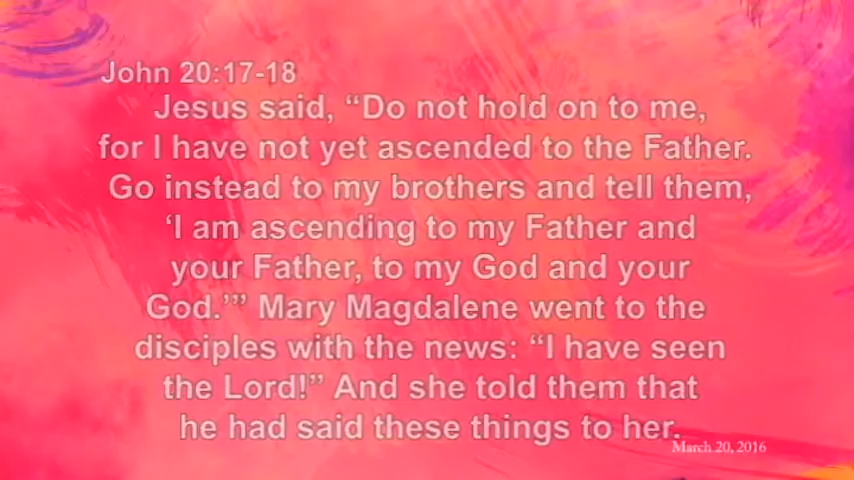 John 20:17-18
Jesus said, “Do not hold on to me,
for I have not yet ascended to the Father.
Go instead to my brothers and tell them,
‘I am ascending to my Father and
your Father, to my God and your
God.’” Mary Magdalene went to the
disciples with the news: “I have seen
the Lord!” And she told them that
he had said these things to her.
March 20, 2016